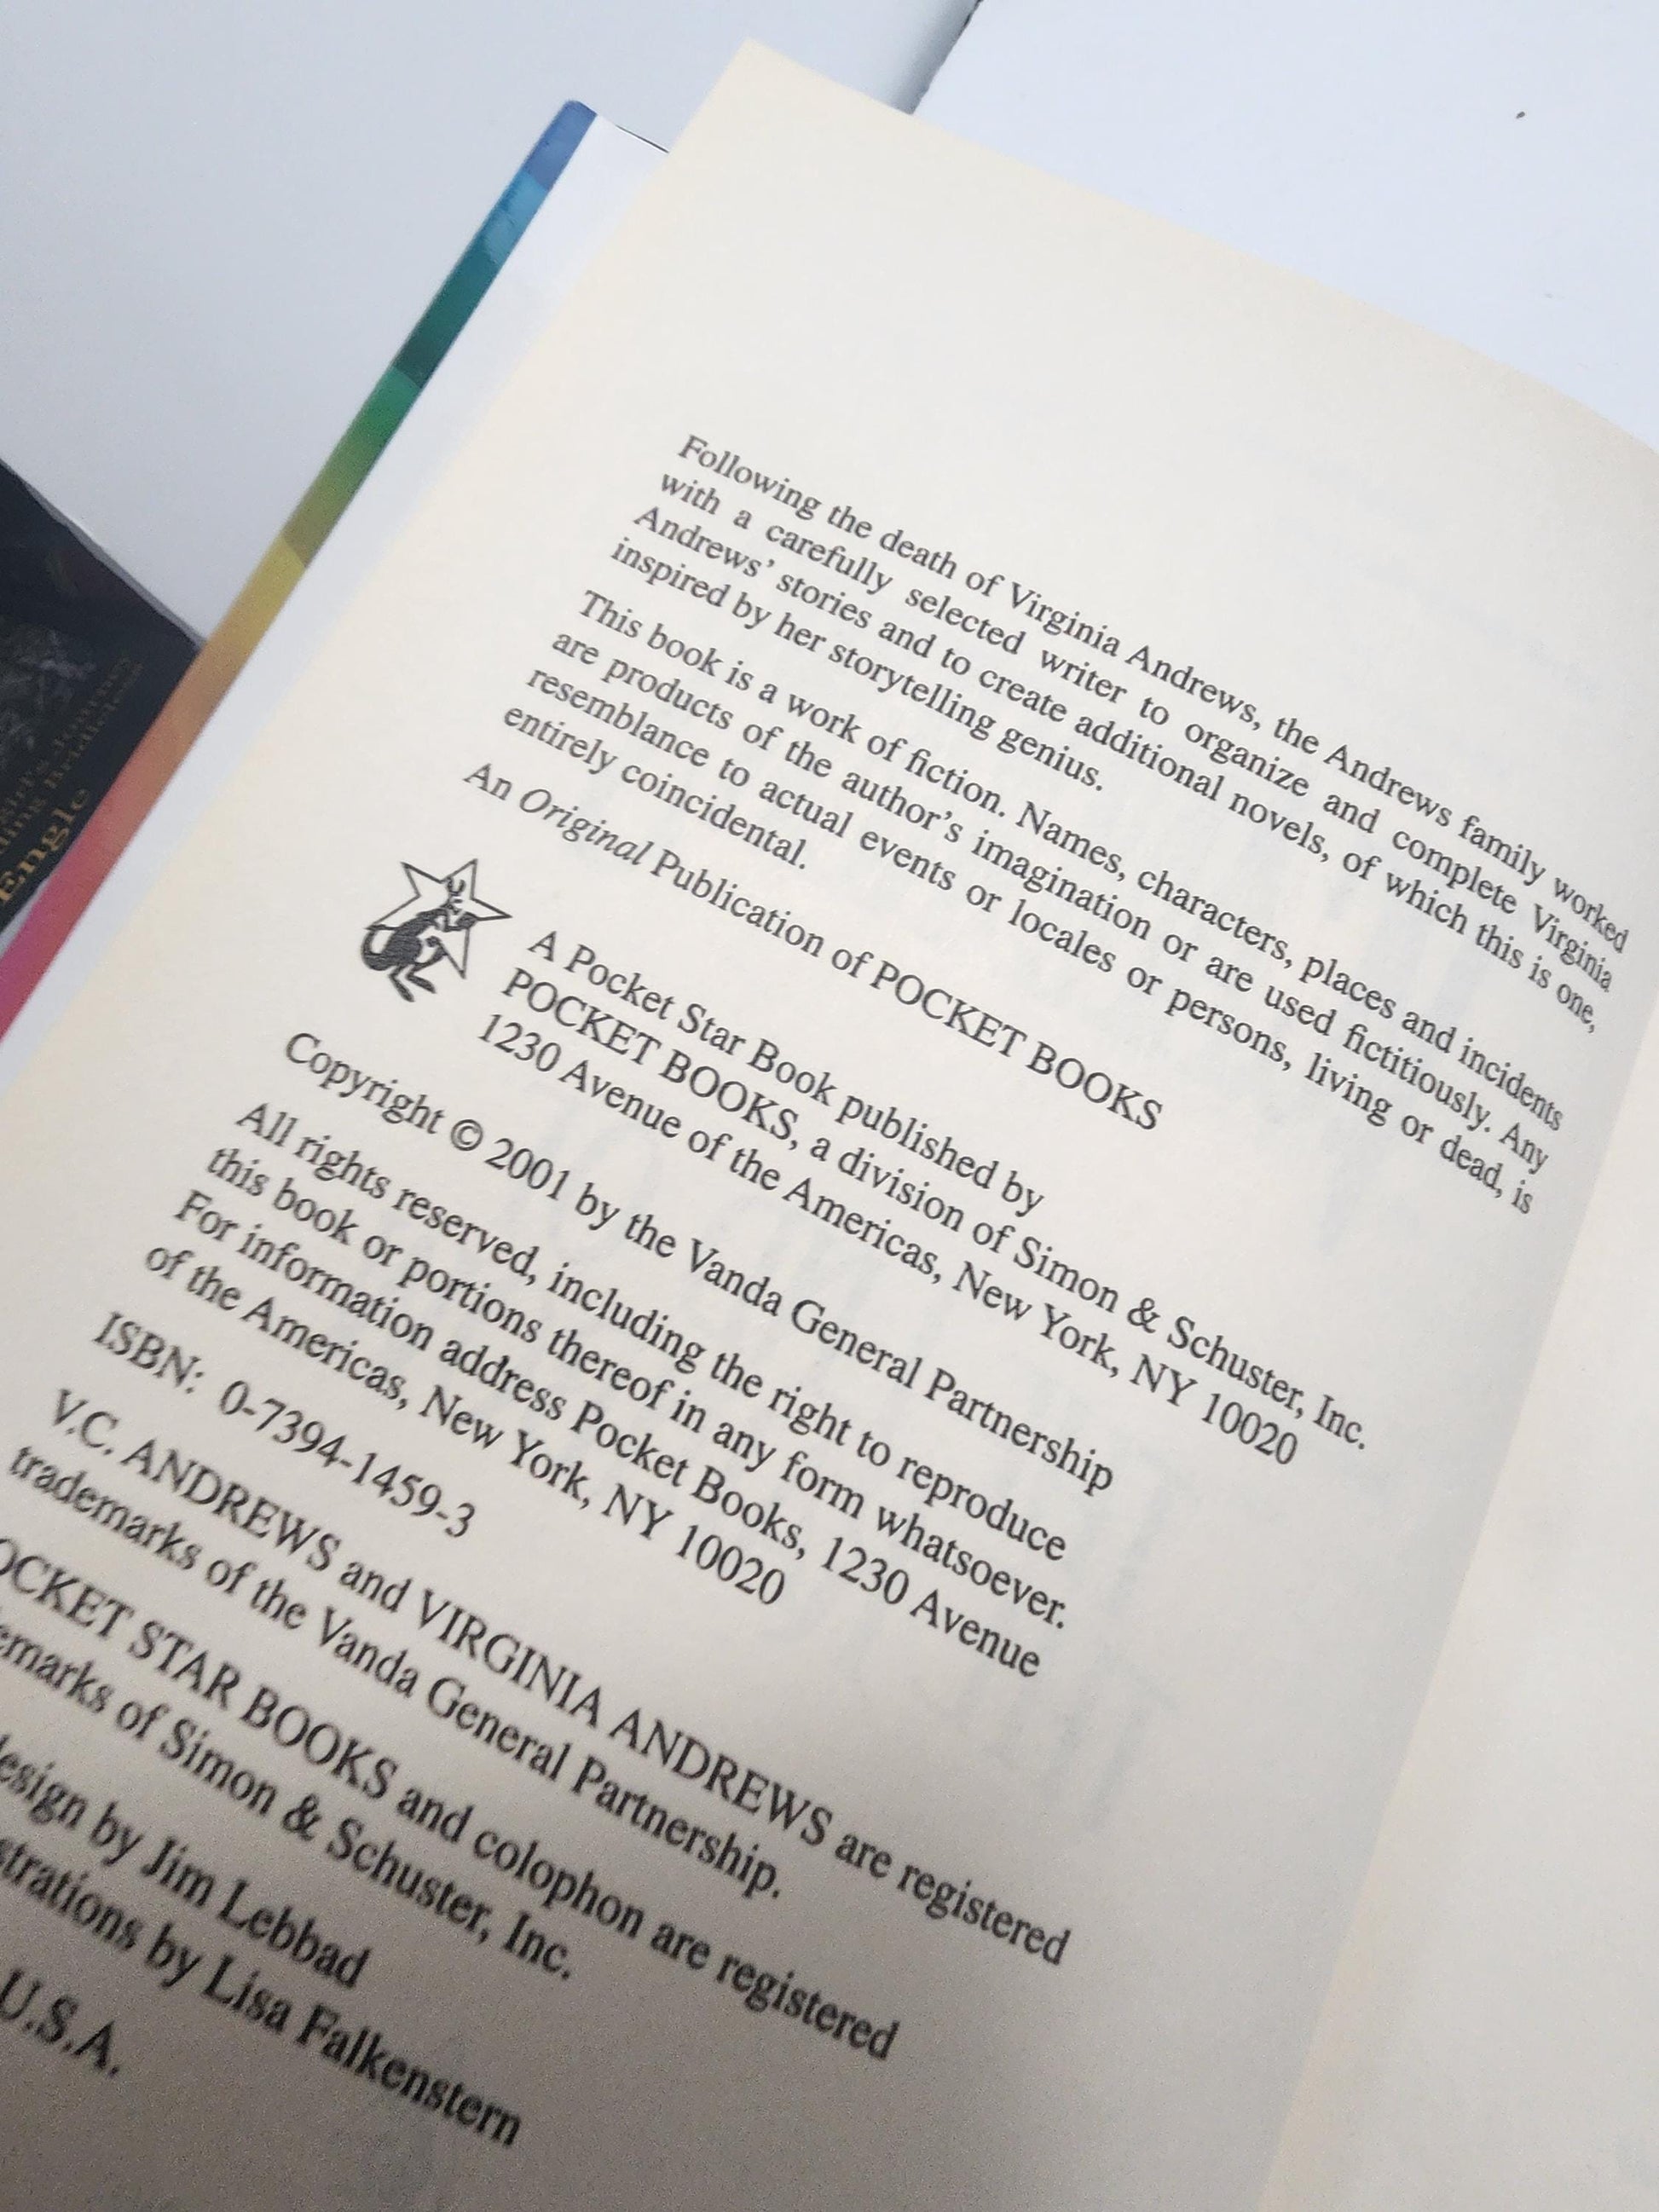 Following the death of Virginia Andrews, the Andrews family worked
with a carefully selected writer to organize and complete Virginia
Andrews' stories and to create additional novels, of which this is one,
inspired by her storytelling genius.
This book is a work of fiction. Names, characters, places and incidents
are products of the author's imagination or are used fictitiously. Any
resemblance to actual events or locales or persons, living or dead, is
entirely coincidental.
An Original Publication of POCKET BOOKS
A Pocket Star Book published by
POCKET BOOKS, a division of Simon & Schuster, Inc.
1230 Avenue of the Americas, New York, NY 10020
Copyright © 2001 by the Vanda General Partnership
All rights reserved, including the right to reproduce
this book or portions thereof in any form whatsoever.
For information address Pocket Books, 1230 Avenue
of the Americas, New York, NY 10020
ISBN: 0-7394-1459-3
V.C. ANDREWS and VIRGINIA ANDREWS are registered
trademarks of the Vanda General Partnership.
OCKET STAR BOOKS and colophon are registered
emarks of Simon & Schuster, Inc.
esign by Jim Lebbad
strations by Lisa Falkenstern
U.S.A.
Engle